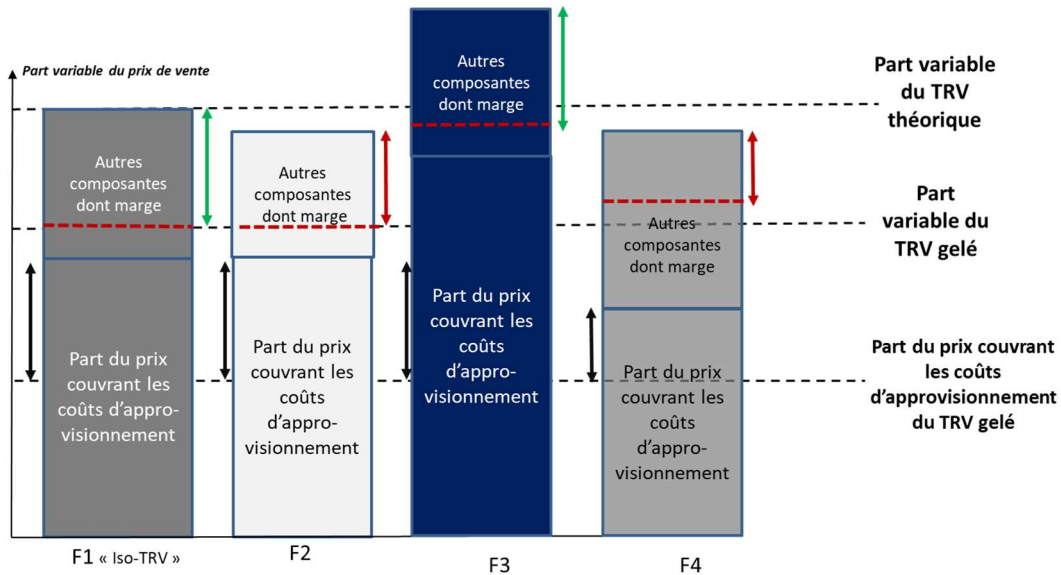 Part variable du prix de vente
Autres
composantes
dont marge
Part du prix
couvrant les
coûts d'appro-
visionnement
F1 « Iso-TRV »
Autres
composantes
dont marge
Part du prix
couvrant les
coûts
d'appro-
visionnement
F2
Autres
composantes
dont marge
Part du prix
couvrant les
coûts
d'appro-
visionnement
F3
Autres
composantes
dont marge
Part du prix
couvrant les
coûts
d'appro-
visionnement
F4
Part variable
du TRV
théorique
Part
variable du
TRV gelé
Part du prix couvrant
les coûts
d'approvisionnement
du TRV gelé